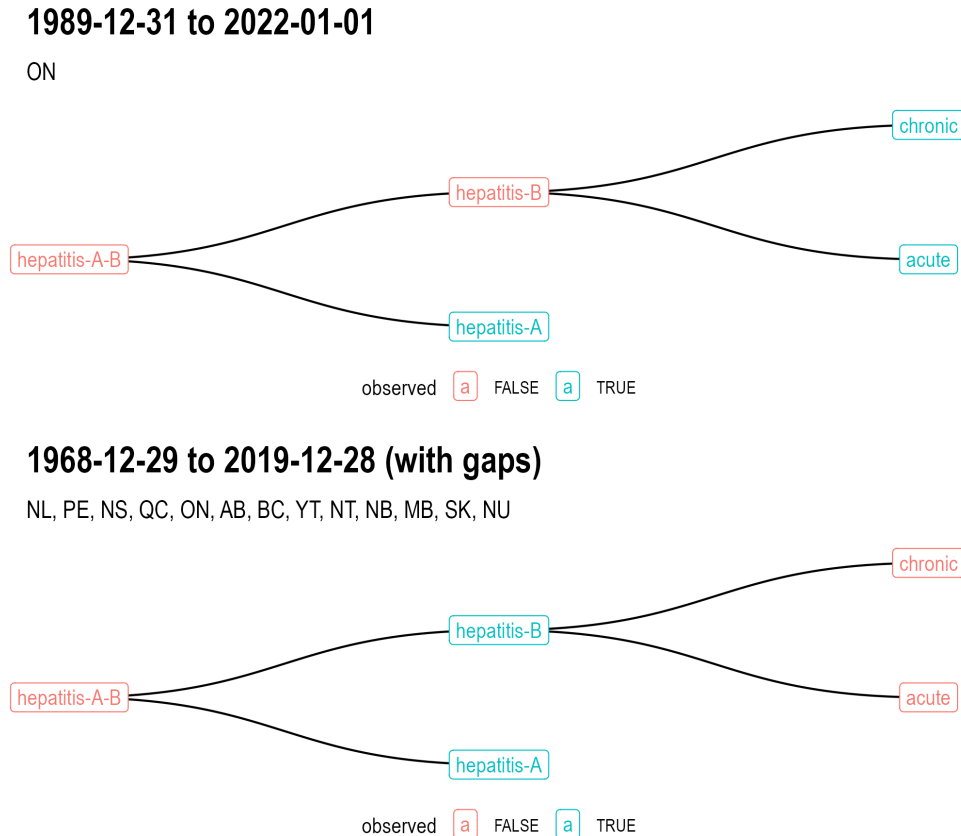 1989-12-31 to 2022-01-01
ON
chronic
hepatitis-B
hepatitis-A-B
acute
hepatitis-A
observed a FALSE a TRUE
1968-12-29 to 2019-12-28 (with gaps)
NL, PE, NS, QC, ON, AB, BC, YT, NT, NB, MB, SK, NU
chronic
hepatitis-B
hepatitis-A-B
acute
hepatitis-A
observed a FALSE a TRUE